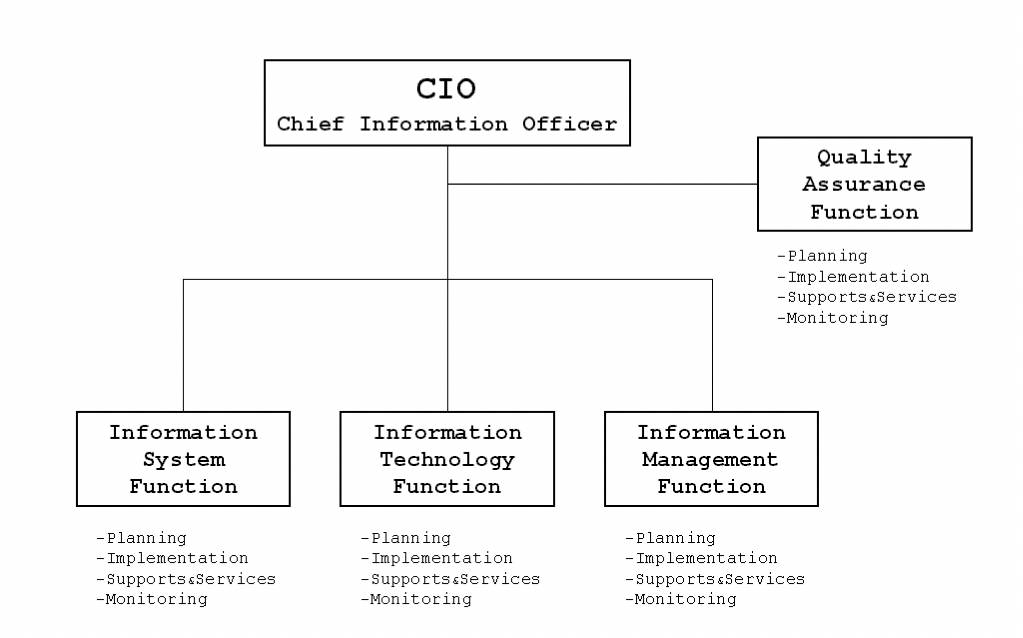 CIO
Chief Information Officer
Quality
Assurance
Function
-Planning
-Implementation
-Supports&Services
-Monitoring
Information
System
Function
-Planning
-Implementation
-Supports&Services
-Monitoring
Information
Technology
Function
-Planning
-Implementation
-Supports&Services
-Monitoring
Information
Management
Function
-Planning
-Implementation
-Supports&Services
-Monitoring